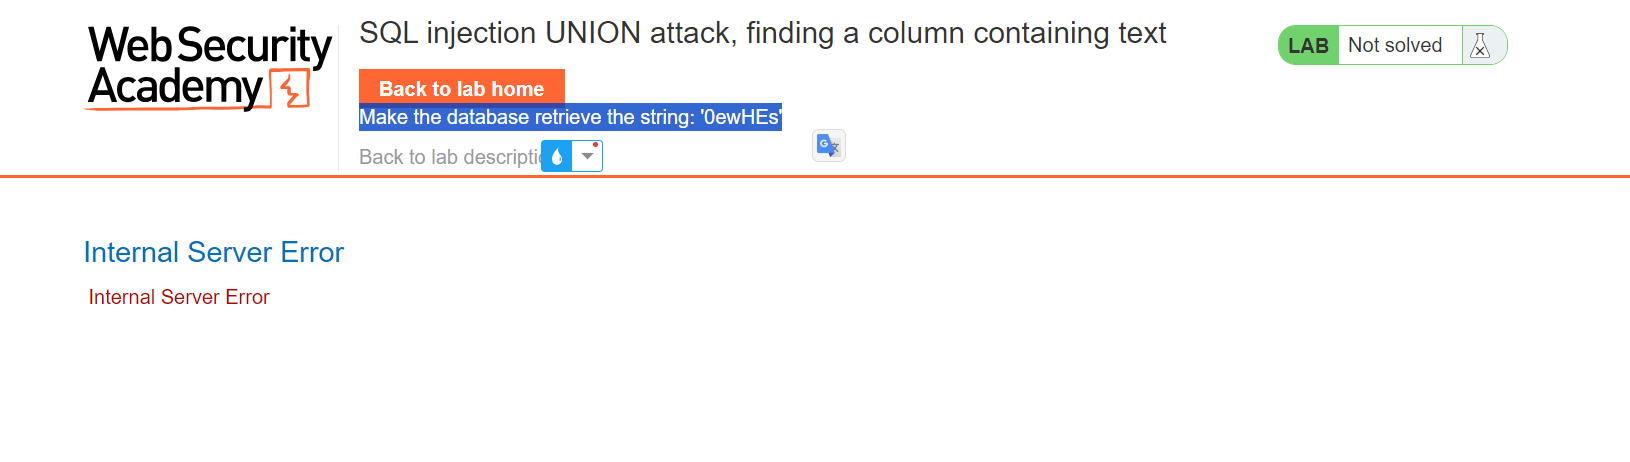 Web Security
Academy
SQL injection UNION attack, finding a column containing text
Back to lab home
Make the database retrieve the string: '0ewHEs'
Back to lab
LAB Not solved
Internal Server Error
Internal Server Error